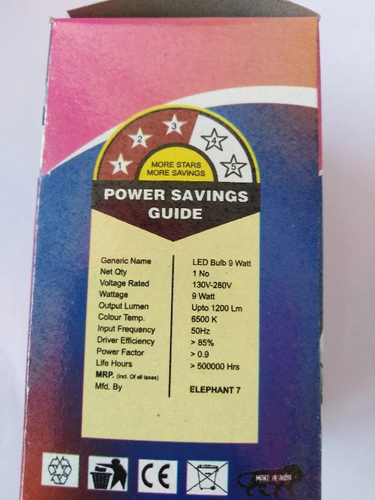 1 2 3 4 5
MORE STARS
MORE SAVINGS
POWER SAVINGS
GUIDE
Generic Name LED Bulb 9 Watt
Net Qty 1 No
Voltage Rated 130V-280V
Wattage 9 Watt
Output Lumen Upto 1200 Lm
Colour Temp. 6500 K
Input Frequency 50Hz
Driver Efficiency > 85%
Power Factor > 0.9
Life Hours > 500000 Hrs
MRP. (incl. Of all taxes)
Mfd. By ELEPHANT 7
CE
MAKE IN INDIA